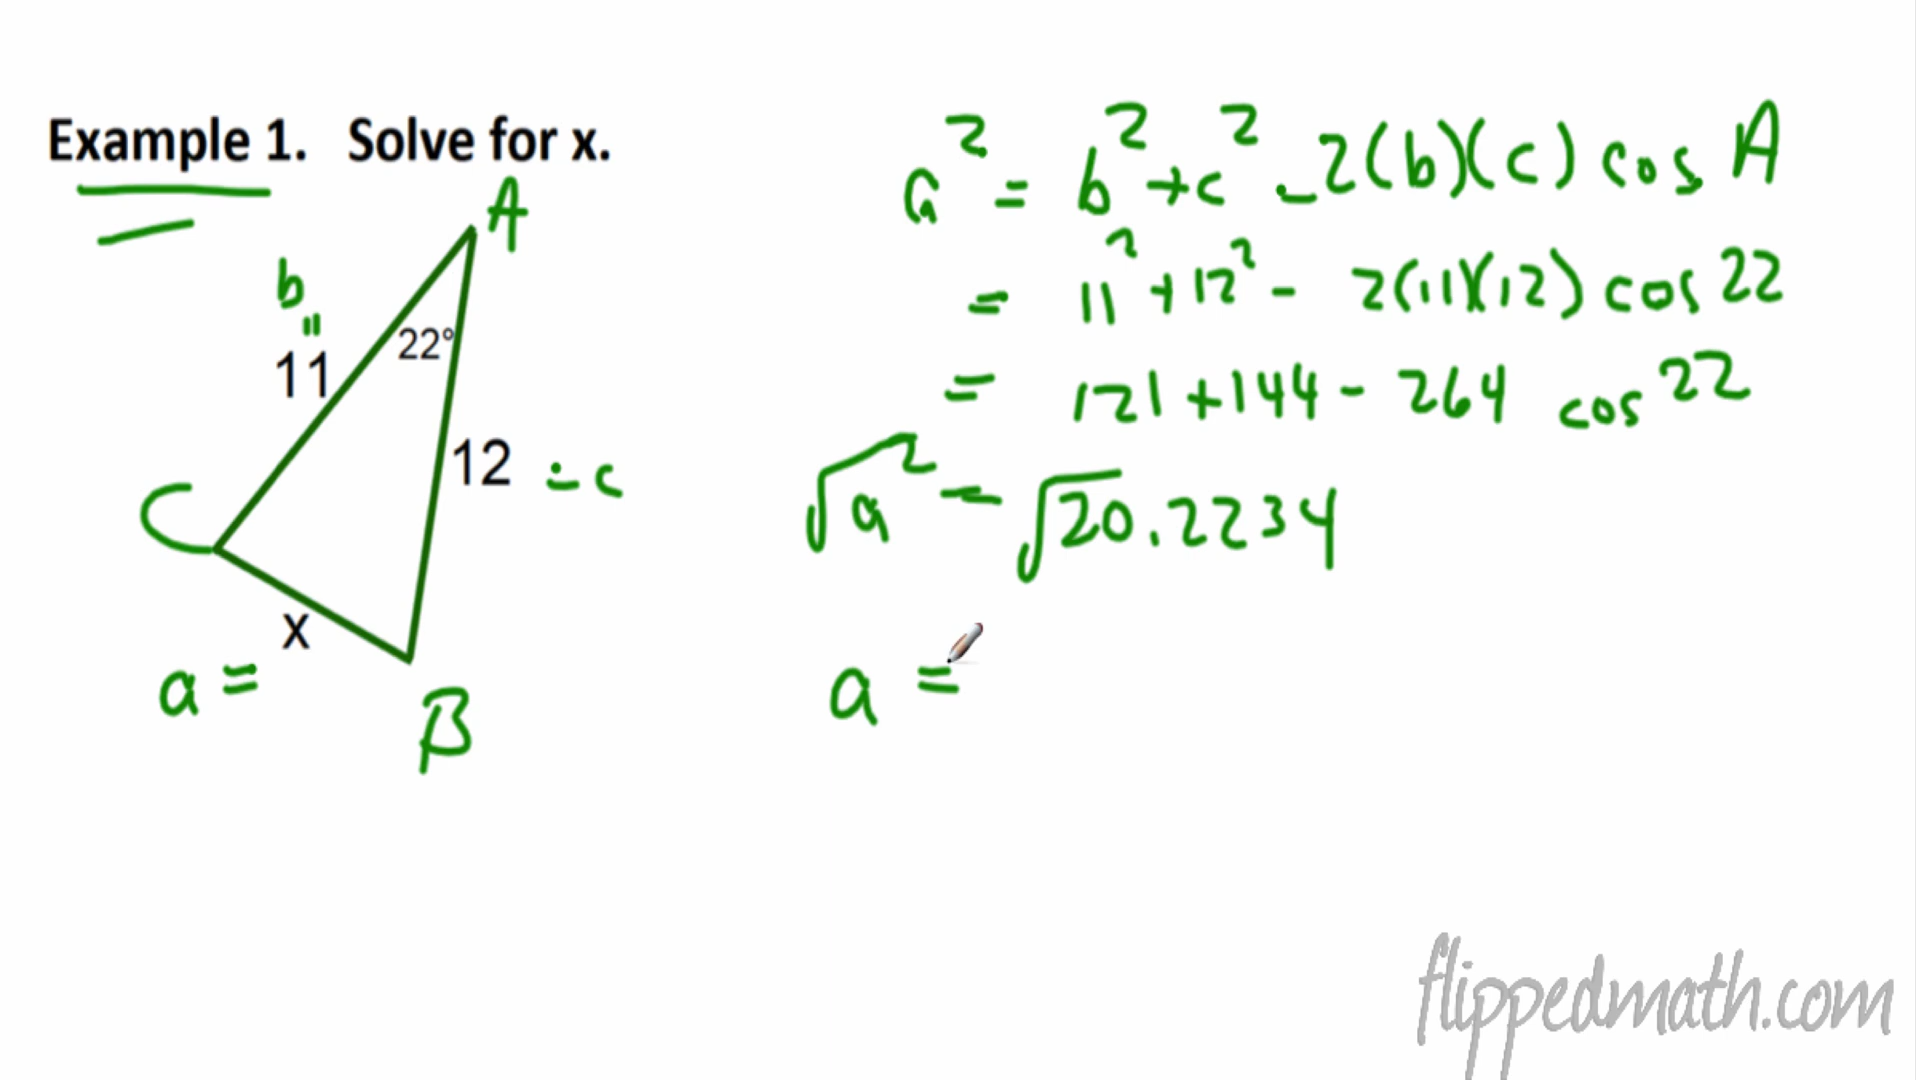 Example 1. Solve for x.
A
b
"
11
22°
12 = c
C
x
a =
B
a² = b² + c² - 2(b)(c) cos A
= 11² + 12² - 2(11)(12) cos 22
= 121 + 144 - 264 cos 22
√a² = √20.2234
a =
flippedmath.com